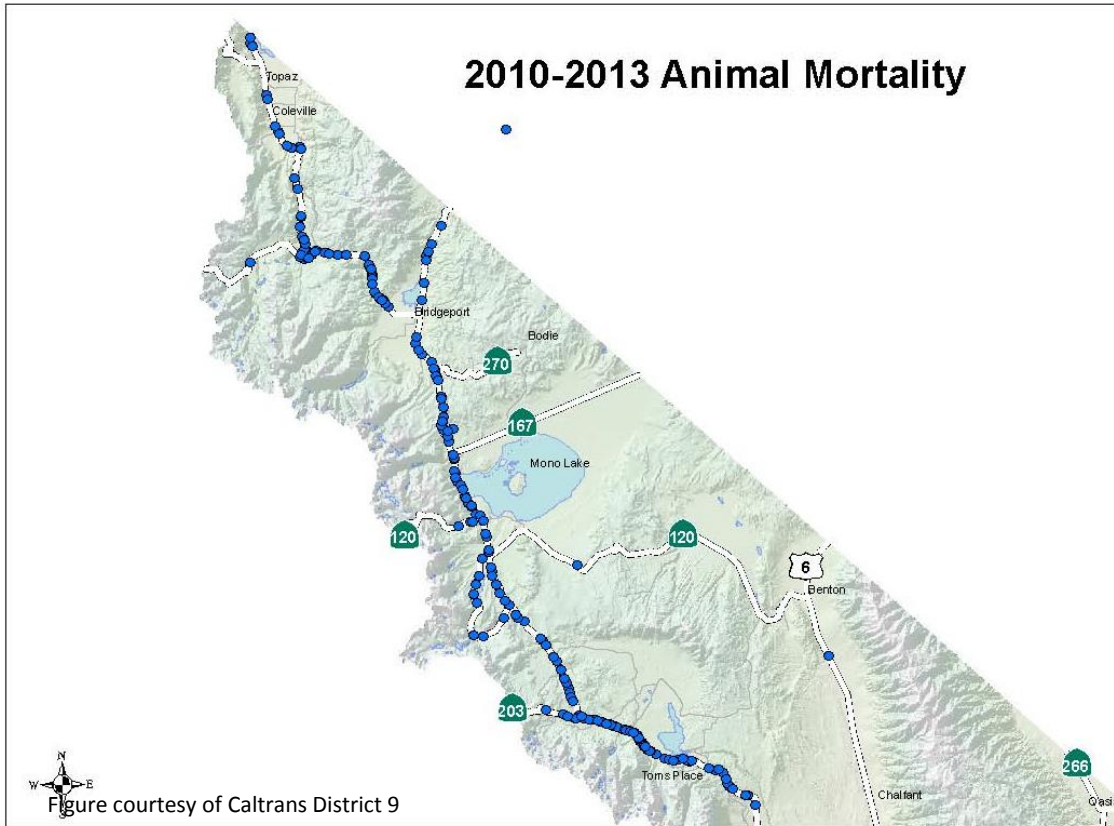 2010-2013 Animal Mortality
Topaz
Coleville
Bridgeport
Bodie
270
167
Mono Lake
120
120
6
Benton
203
Toms Place
266
Chalfant
Oasi
N
W
E
S
Figure courtesy of Caltrans District 9